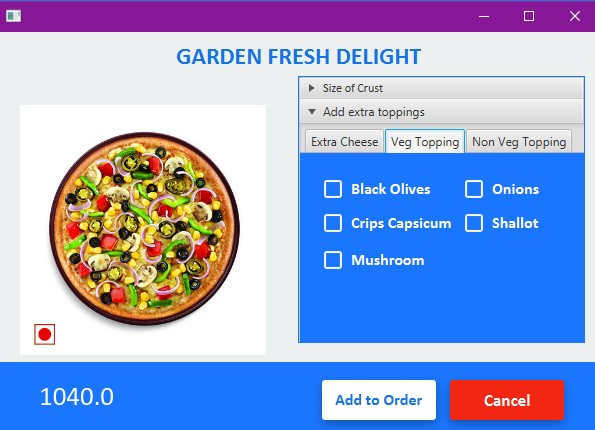 GARDEN FRESH DELIGHT
Size of Crust
Add extra toppings
Extra Cheese Veg Topping Non Veg Topping
Black Olives Onions
Crips Capsicum Shallot
Mushroom
1040.0 Add to Order Cancel